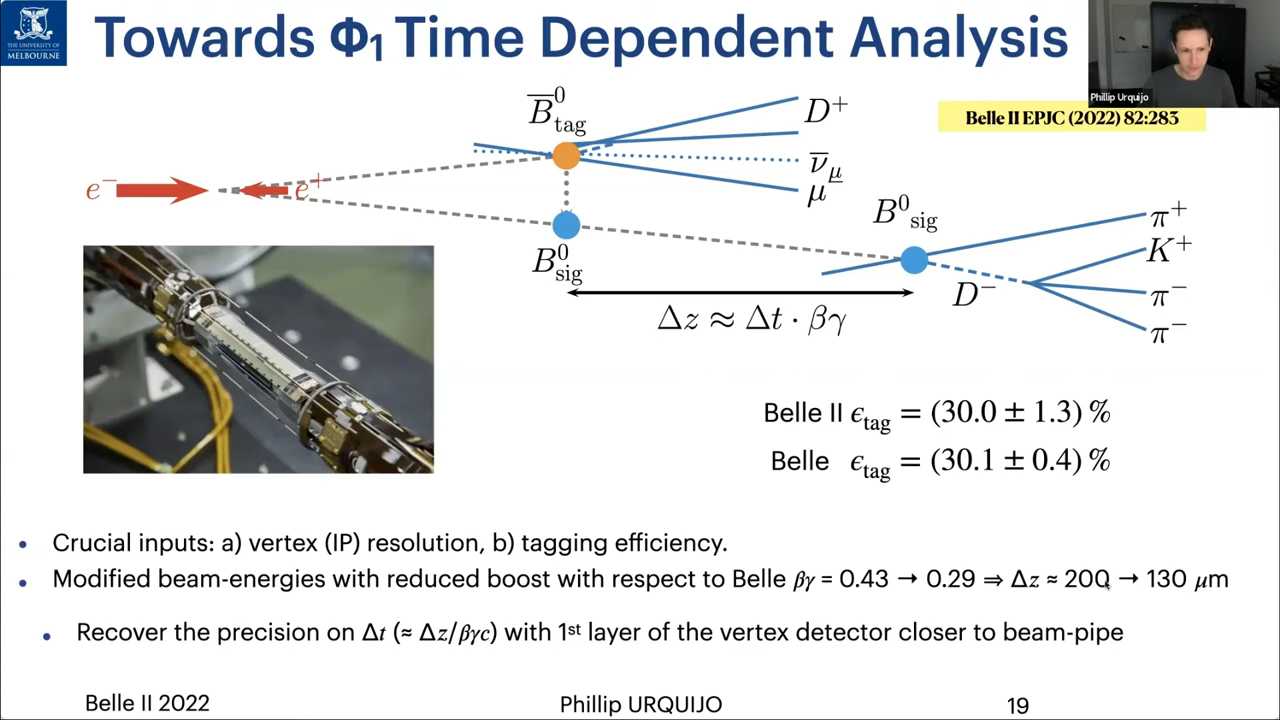 THE UNIVERSITY OF
MELBOURNE
Towards Φ₁ Time Dependent Analysis
Phillip Urquijo
Belle II EPJC (2022) 82:283
B̅⁰tag
D⁺
ν̅μ
μ⁻
e⁻
e⁺
B⁰sig
B⁰sig
π⁺
K⁺
π⁻
π⁻
D⁻
Δz ≈ Δt · βγ
Belle II ϵtag = (30.0 ± 1.3) %
Belle ϵtag = (30.1 ± 0.4) %
• Crucial inputs: a) vertex (IP) resolution, b) tagging efficiency.
• Modified beam-energies with reduced boost with respect to Belle βγ = 0.43 → 0.29 ⇒ Δz ≈ 200 → 130 μm
• Recover the precision on Δt (≈ Δz/βγc) with 1st layer of the vertex detector closer to beam-pipe
Belle II 2022
Phillip URQUIJO
19